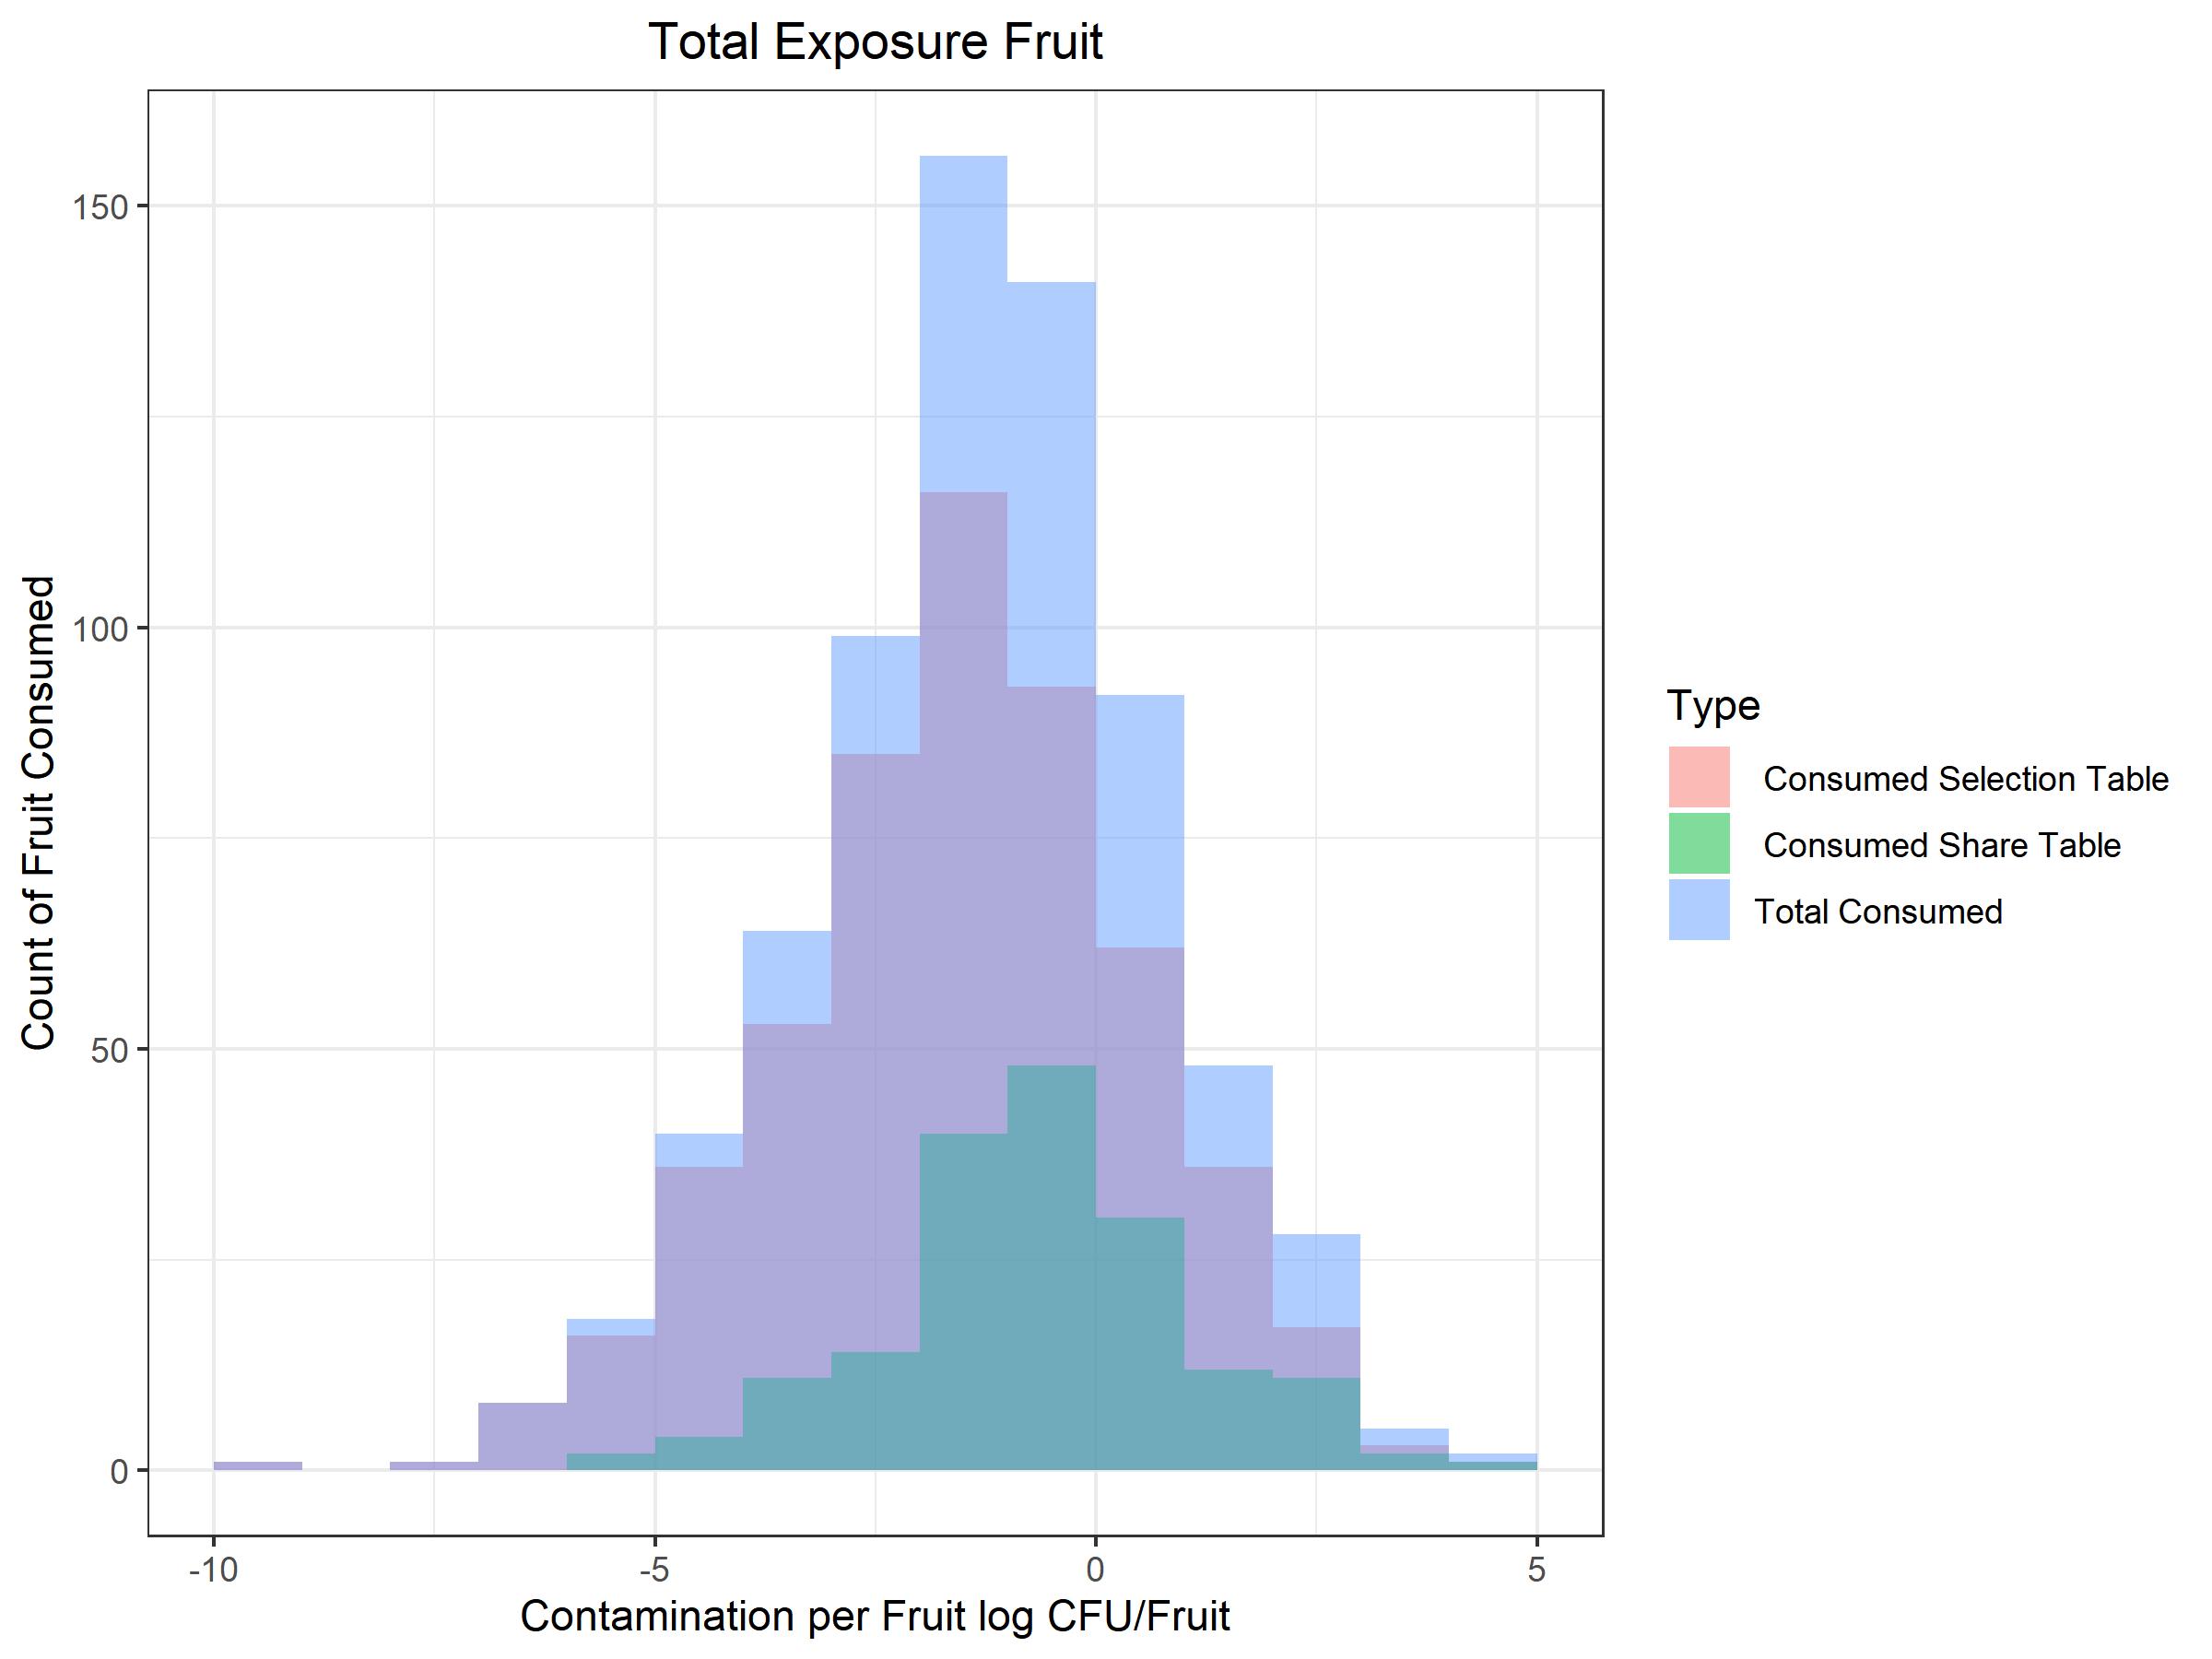 Total Exposure Fruit
150
100
50
0
Count of Fruit Consumed
-10
-5
0
5
Contamination per Fruit log CFU/Fruit
Type
Consumed Selection Table
Consumed Share Table
Total Consumed